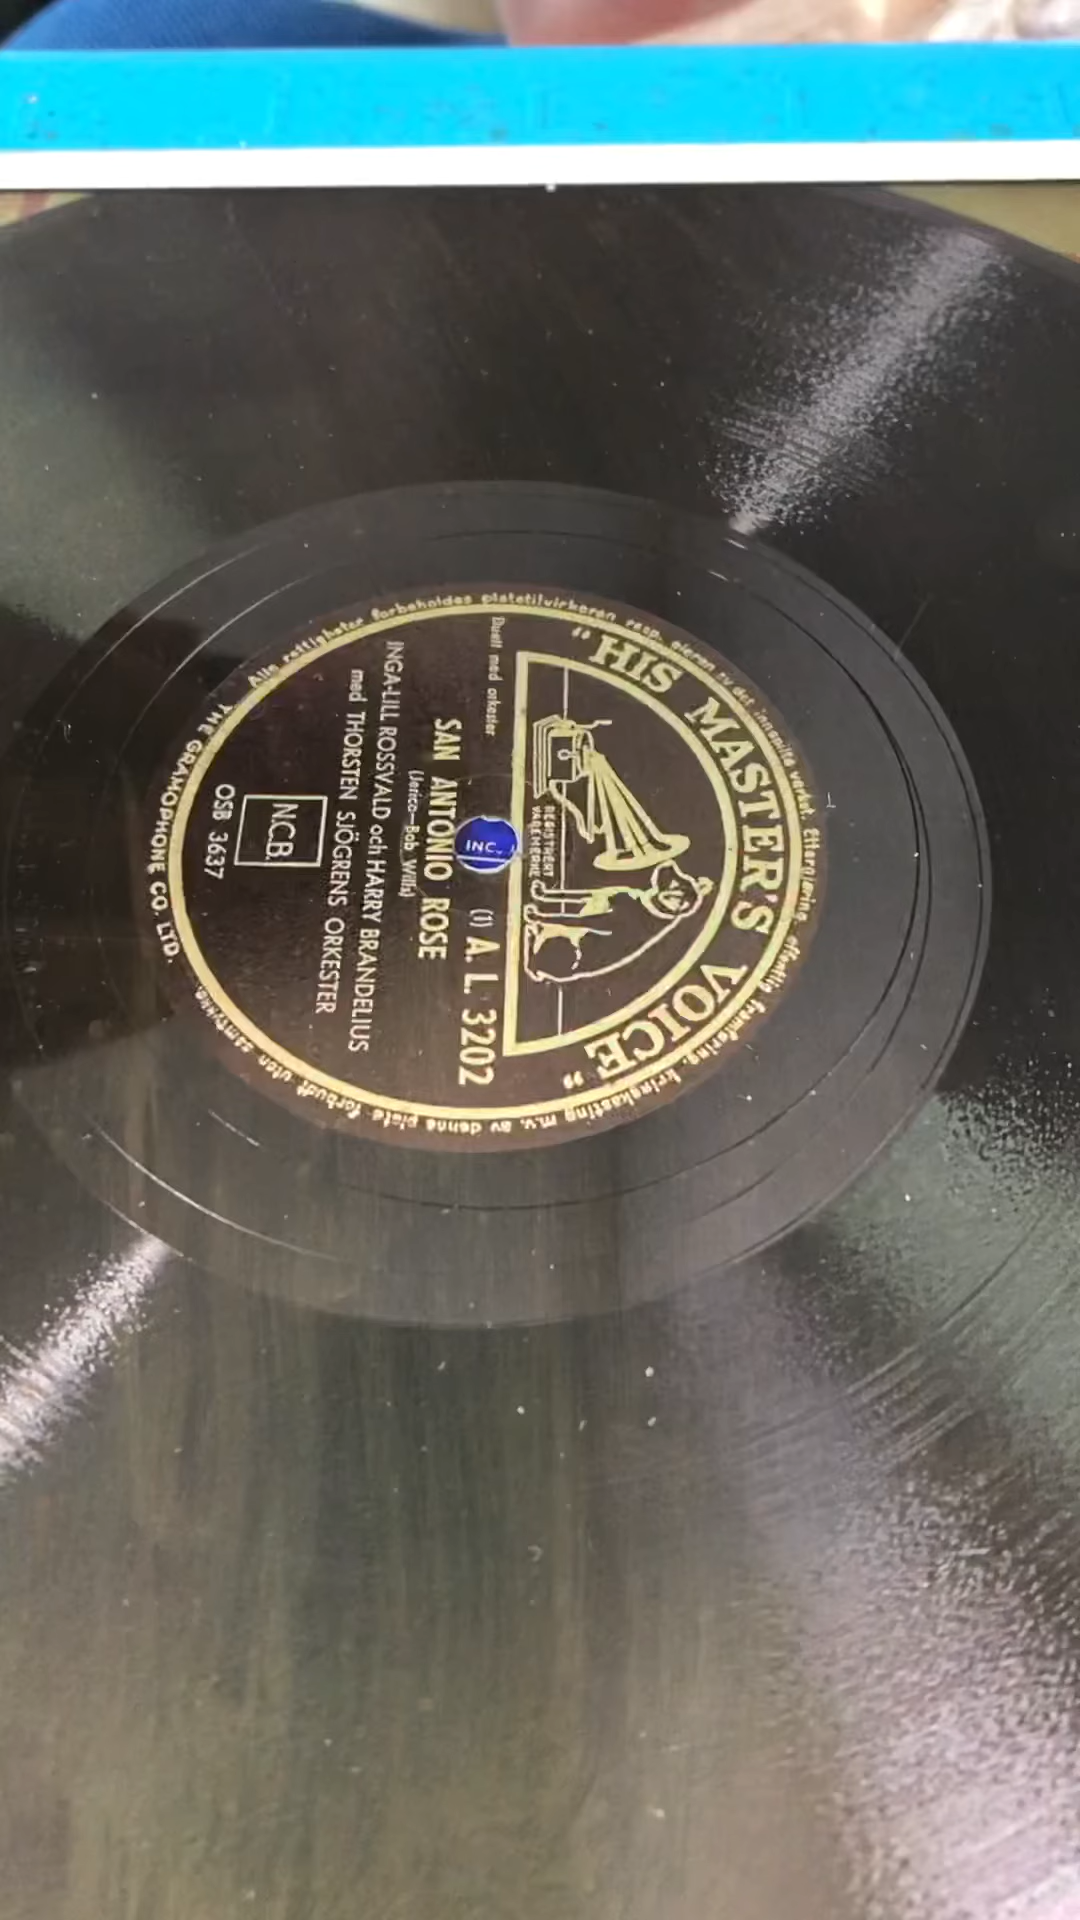 Alle rettigheter forbeholdes platetilvirkeren resp. eieren av det innspilte verket. Ettergjøring, offentlig fremføring, kringkasting m.v. av denne plate forbudt uten samtykke.
"HIS MASTER'S VOICE"
REGISTRERT VAREMERKE
Duett med orkester
(1) A. L. 3202
INC.
SAN ANTONIO ROSE
(Jerico—Bob Wills)
INGA-LILL ROSSVALD och HARRY BRANDELIUS
med THORSTEN SJÖGRENS ORKESTER
NCB
OSB 3637
THE GRAMOPHONE CO. LTD.